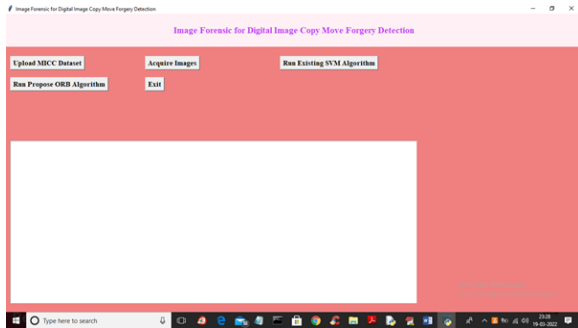 Image Forensic for Digital Image Copy Move Forgery Detection
Image Forensic for Digital Image Copy Move Forgery Detection
Upload MICC Dataset
Acquire Images
Run Existing SVM Algorithm
Run Propose ORB Algorithm
Exit
Type here to search
23:28
19-03-2022